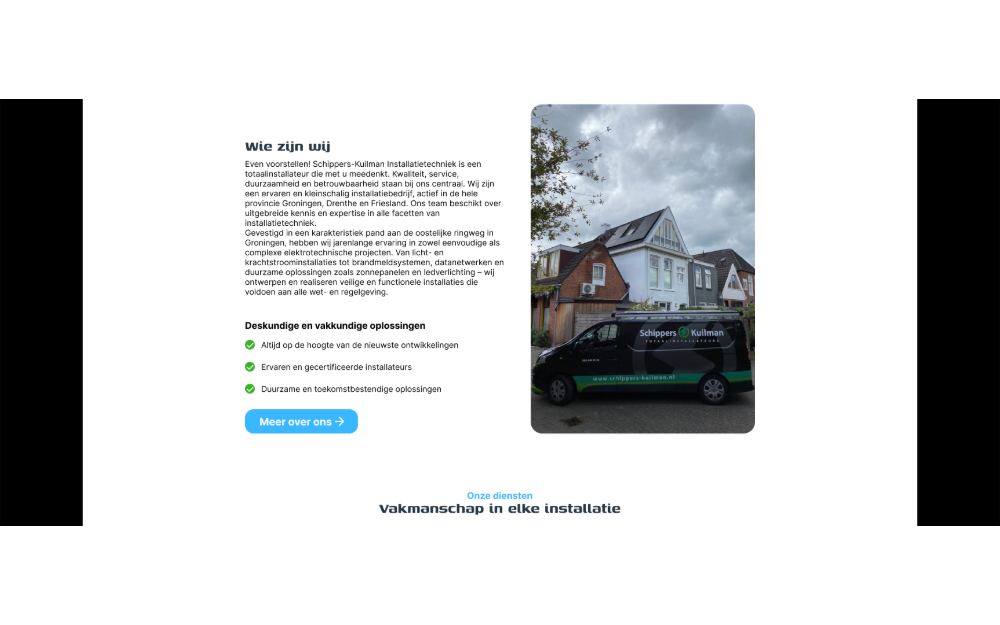 Wie zijn wij
Even voorstellen! Schippers-Kuilman Installatietechniek is een
totaalinstallateur die met u meedenkt. Kwaliteit, service,
duurzaamheid en betrouwbaarheid staan bij ons centraal. Wij zijn
een ervaren en kleinschalig installatiebedrijf, actief in de hele
provincie Groningen, Drenthe en Friesland. Ons team beschikt over
uitgebreide kennis en expertise in alle facetten van
installatietechniek.
Gevestigd in een karakteristiek pand aan de oostelijke ringweg in
Groningen, hebben wij jarenlange ervaring in zowel eenvoudige als
complexe elektrotechnische projecten. Van licht- en
krachtstroominstallaties tot brandmeldsystemen, datanetwerken en
duurzame oplossingen zoals zonnepanelen en ledverlichting – wij
ontwerpen en realiseren veilige en functionele installaties die
voldoen aan alle wet- en regelgeving.
Deskundige en vakkundige oplossingen
Altijd op de hoogte van de nieuwste ontwikkelingen
Ervaren en gecertificeerde installateurs
Duurzame en toekomstbestendige oplossingen
Meer over ons →
Schippers Kuilman
TOTAALINSTALLATEURS
www.schippers-kuilman.nl
Onze diensten
Vakmanschap in elke installatie